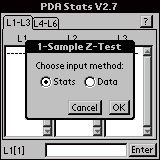 PDA Stats V2.7
L1-L3 L4-L6 ?
1-Sample Z-Test
Choose input method:
Stats Data
Cancel OK
L1[1] Enter